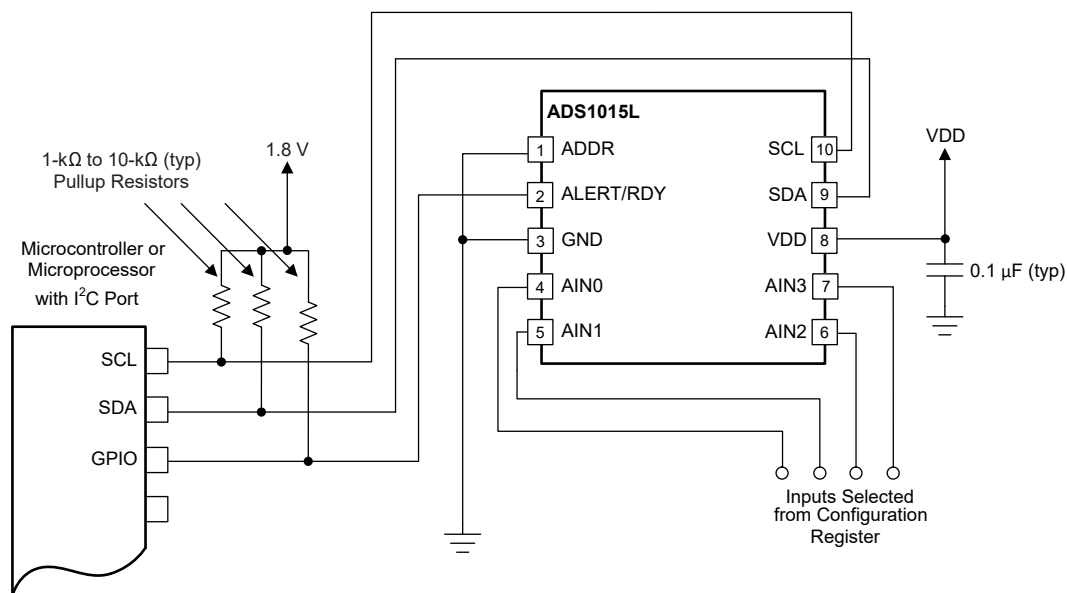 ADS1015L
VDD
1 ADDR
SCL 10
2 ALERT/RDY
SDA 9
3 GND
VDD 8
4 AIN0
AIN3 7
5 AIN1
AIN2 6
0.1 µF (typ)
1-kΩ to 10-kΩ (typ)
Pullup Resistors
1.8 V
Microcontroller or
Microprocessor
with I²C Port
SCL
SDA
GPIO
Inputs Selected
from Configuration
Register